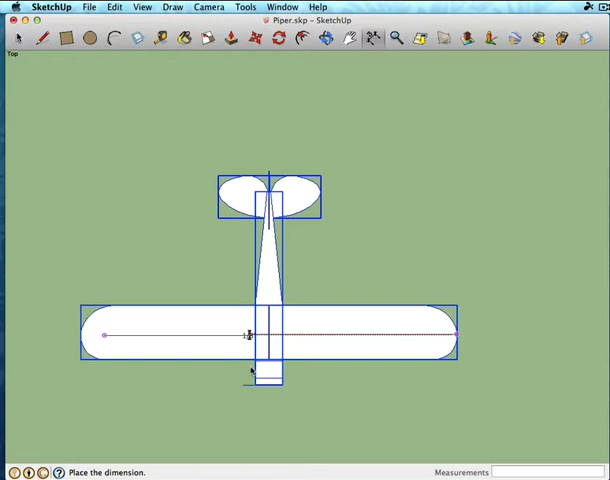 SketchUp File Edit View Draw Camera Tools Window Help
Piper.skp - SketchUp
Top
Place the dimension.
Measurements